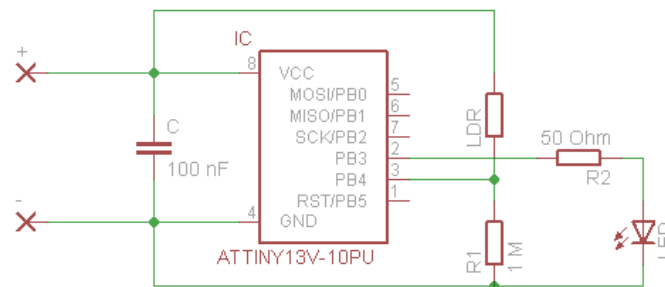 +
IC
8
VCC
MOSI/PB0
5
MISO/PB1
6
SCK/PB2
7
PB3
2
PB4
3
RST/PB5
1
GND
4
ATTINY13V-10PU
C
100 nF
-
LDR
50 Ohm
R2
R1
1 M
LED